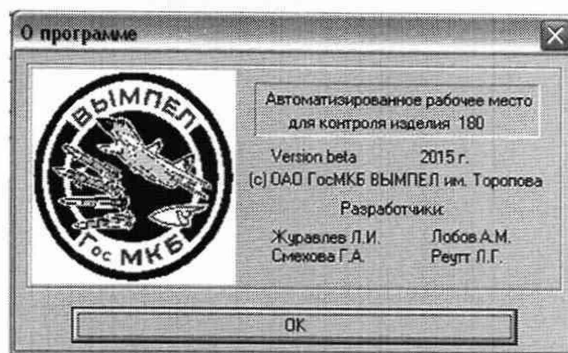 О программе
ВЫМПЕЛ
Гос МКБ
Автоматизированное рабочее место
для контроля изделия 180
Version beta 2015 г.
(c) ОАО ГосМКБ ВЫМПЕЛ им. Торопова
Разработчики:
Журавлев Л.И. Лобов А.М.
Смехова Г.А. Реутт Л.Г.
OK